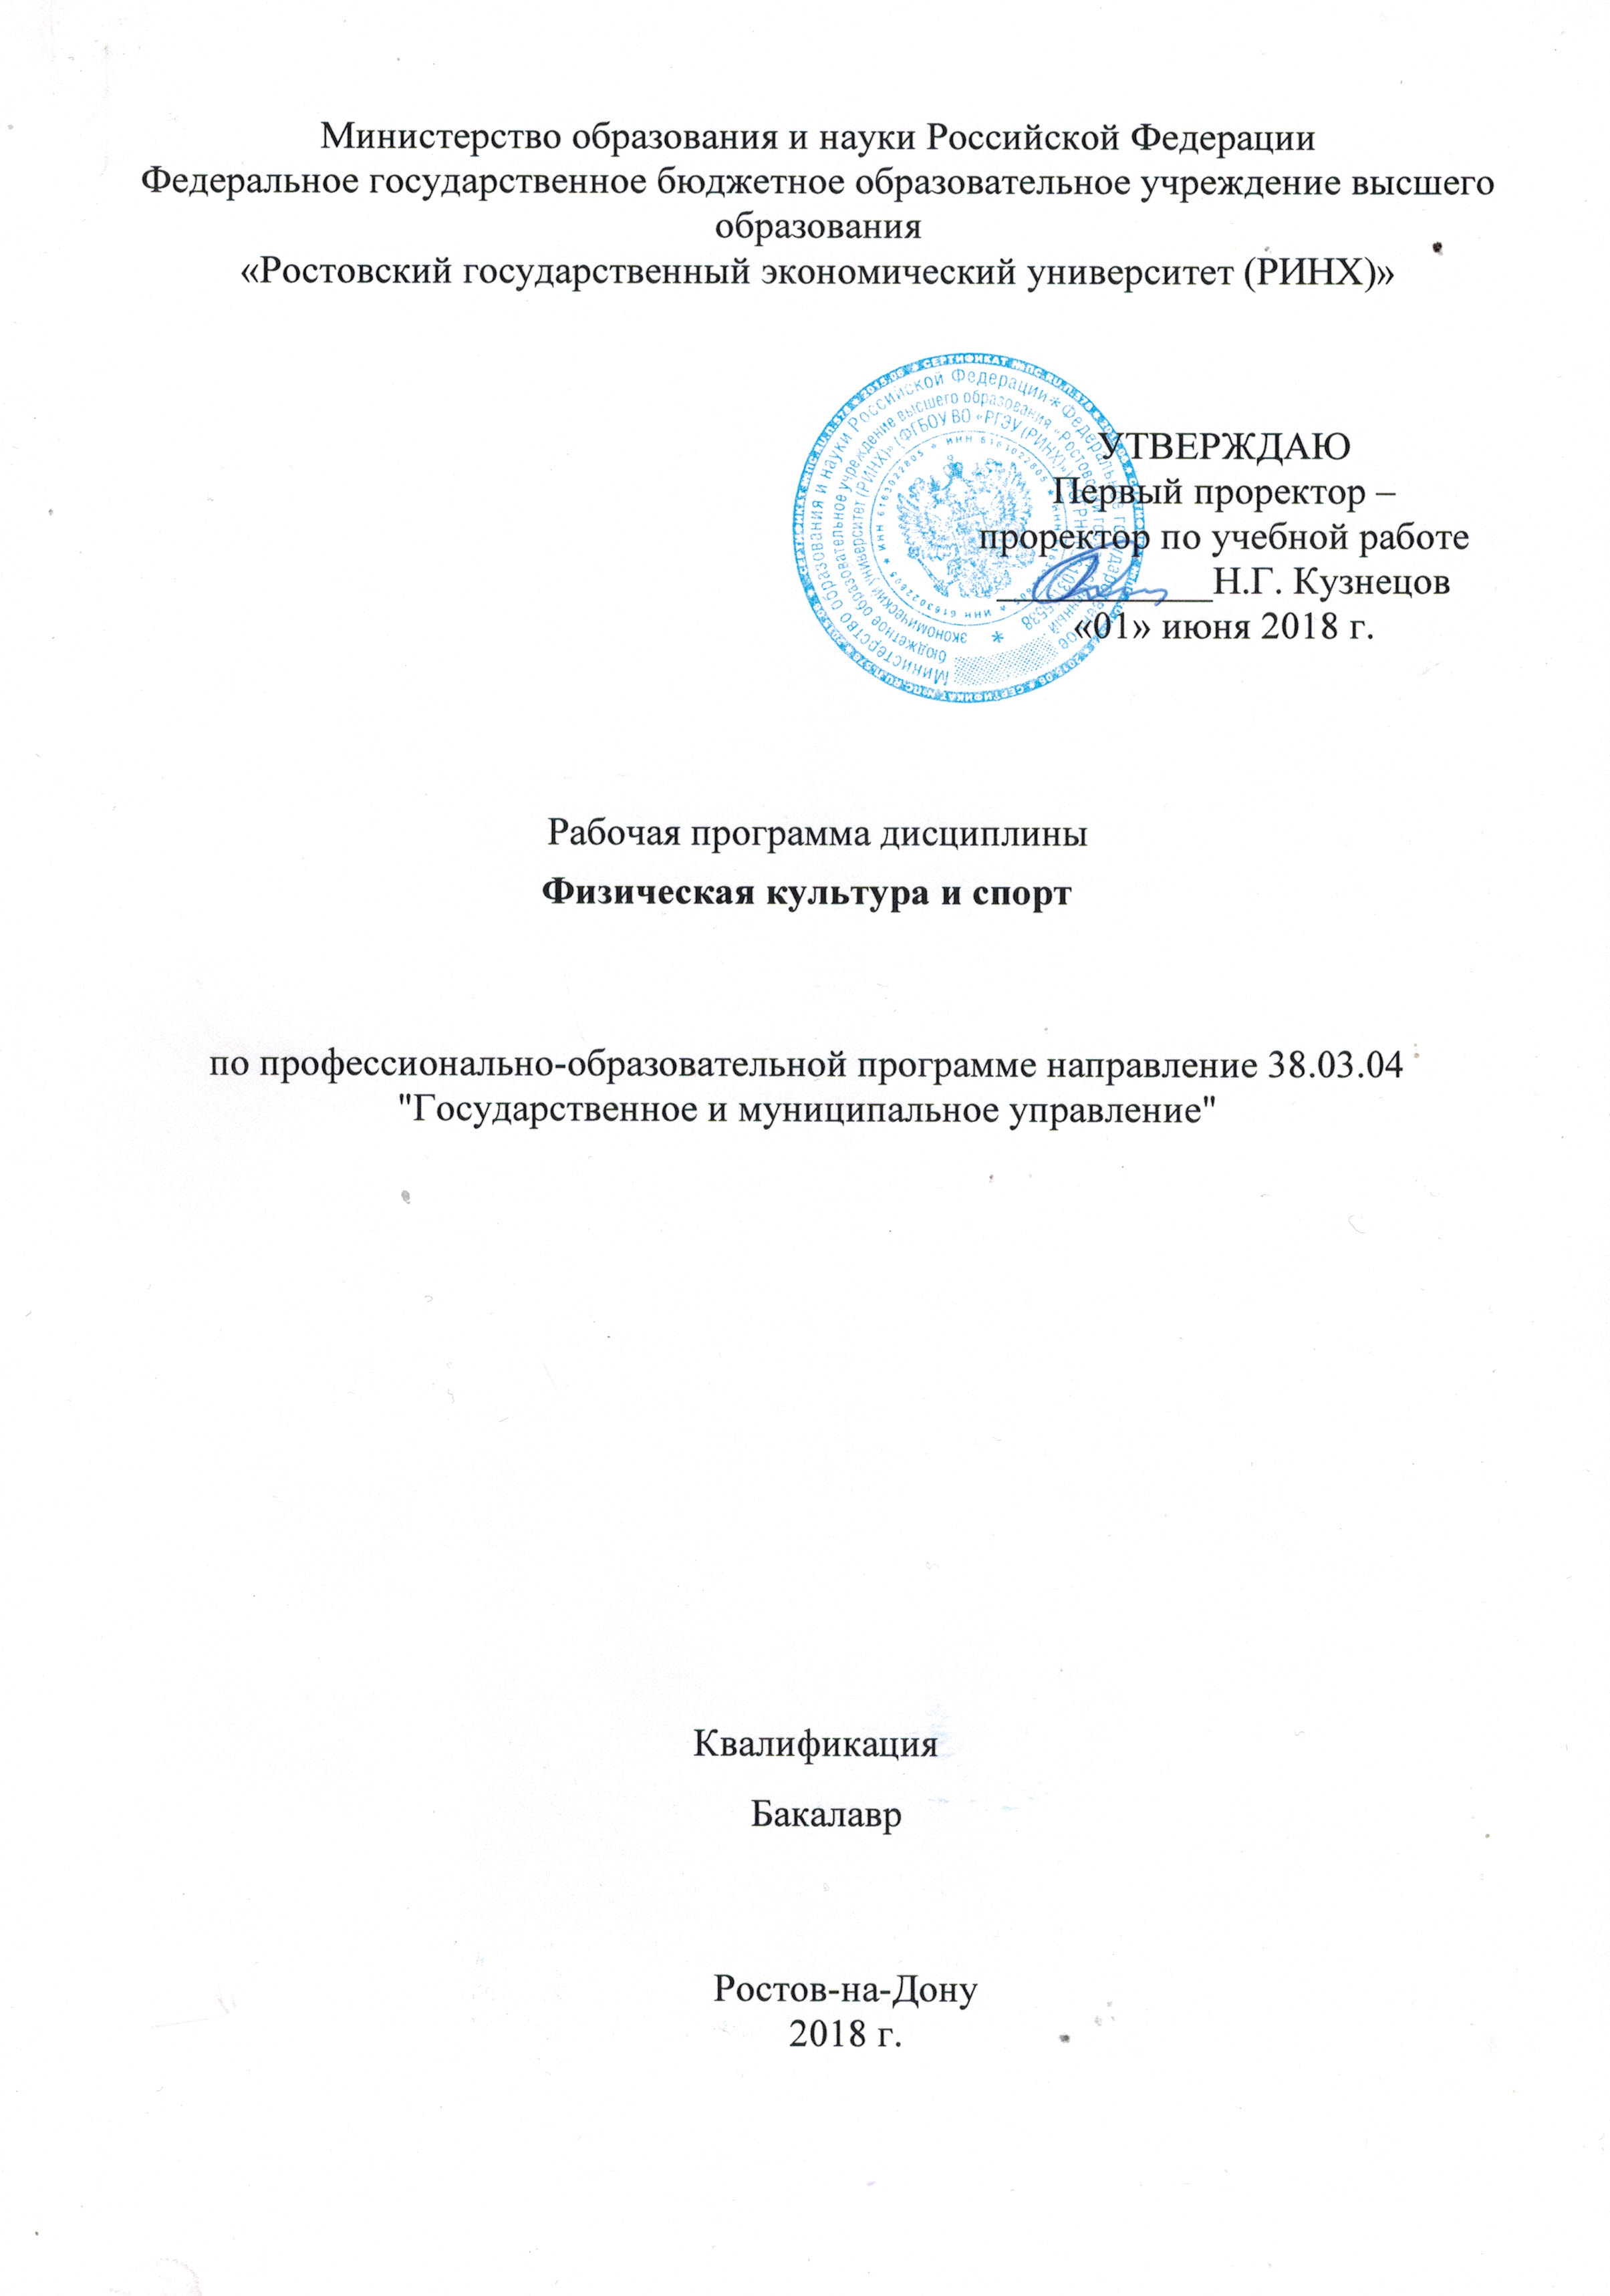 Министерство образования и науки Российской Федерации
Федеральное государственное бюджетное образовательное учреждение высшего
образования
«Ростовский государственный экономический университет (РИНХ)»
УТВЕРЖДАЮ
Первый проректор –
проректор по учебной работе
Н.Г. Кузнецов
«01» июня 2018 г.
Рабочая программа дисциплины
Физическая культура и спорт
по профессионально-образовательной программе направление 38.03.04
"Государственное и муниципальное управление"
Квалификация
Бакалавр
Ростов-на-Дону
2018 г.